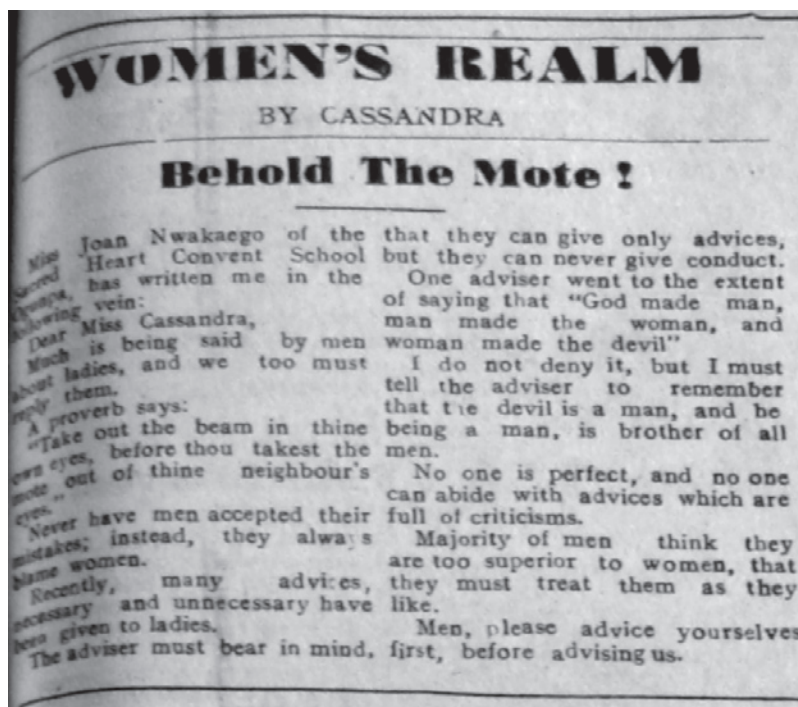 WOMEN'S REALM
BY CASSANDRA
Behold The Mote !
Miss Joan Nwakaego of the
Sacred Heart Convent School
has written me in the
following vein:
Dear Miss Cassandra,
Much is being said by men
about ladies, and we too must
reply them.
A proverb says:
"Take out the beam in thine
own eyes, before thou takest the
mote out of thine neighbour's
eyes."
Never have men accepted their
mistakes; instead, they always
blame women.
Recently, many advices,
necessary and unnecessary have
been given to ladies.
The adviser must bear in mind,
that they can give only advices,
but they can never give conduct.
One adviser went to the extent
of saying that "God made man,
man made the woman, and
woman made the devil"
I do not deny it, but I must
tell the adviser to remember
that the devil is a man, and he
being a man, is brother of all
men.
No one is perfect, and no one
can abide with advices which are
full of criticisms.
Majority of men think they
are too superior to women, that
they must treat them as they
like.
Men, please advice yourselves
first, before advising us.